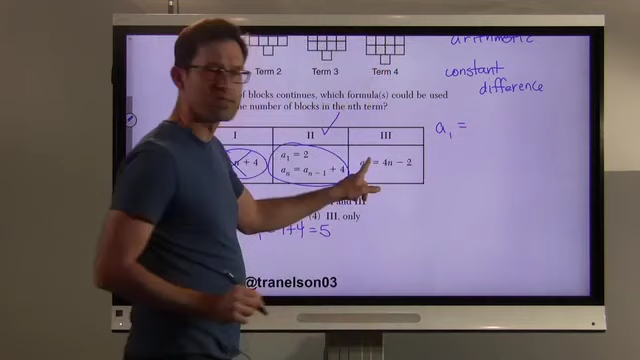 arithmetic
Term 2 Term 3 Term 4
constant
difference
of blocks continues, which formula(s) could be used
the number of blocks in the nth term?
a₁ =
I II III
n + 4
a₁ = 2
aₙ = aₙ₋₁ + 4
= 4n − 2
and III
(4) III, only
1+4 = 5
@tranelson03